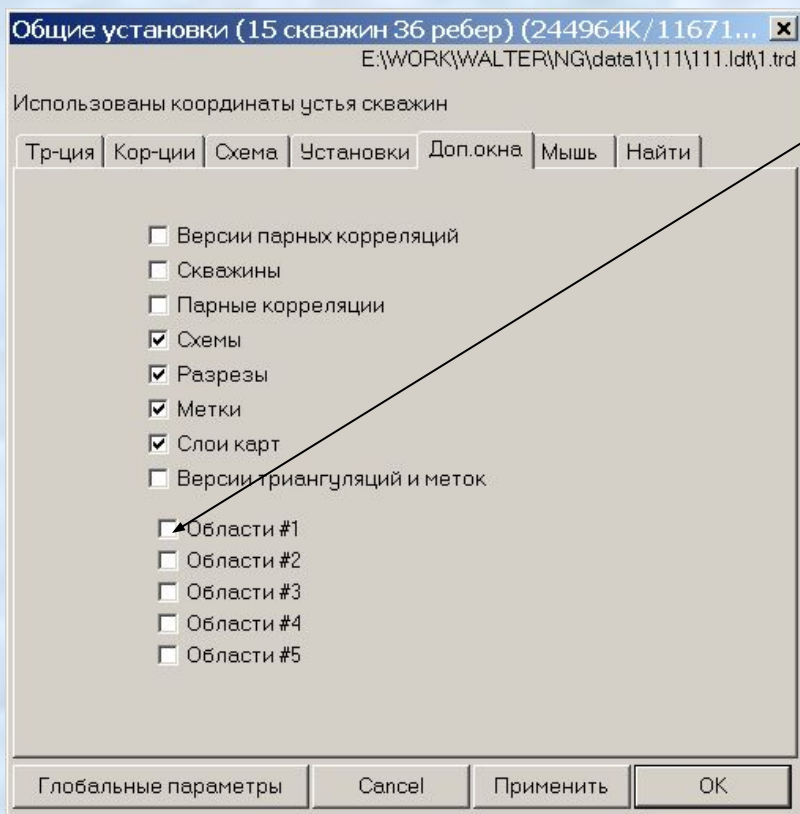 Общие установки (15 скважин 36 ребер) (244964K/11671...
E:\WORK\WALTER\NG\data1\111\111.ldt\1.trd
Использованы координаты устья скважин
Тр-ция Кор-ции Схема Установки Доп.окна Мышь Найти
Версии парных корреляций
Скважины
Парные корреляции
Схемы
Разрезы
Метки
Слои карт
Версии триангуляций и меток
Области #1
Области #2
Области #3
Области #4
Области #5
Глобальные параметры Cancel Применить OK